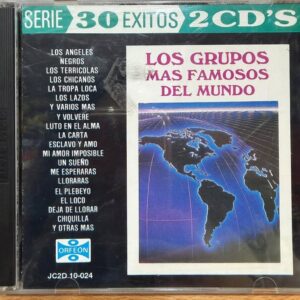 SERIE 30 EXITOS 2CD'S
LOS ANGELES
NEGROS
LOS TERRICOLAS
LOS CHICANOS
LA TROPA LOCA
LOS LAZOS
Y VARIOS MAS
Y VOLVERE
LUTO EN EL ALMA
LA CARTA
ESCLAVO Y AMO
MI AMOR IMPOSIBLE
UN SUEÑO
ME ESPERARAS
LLORARAS
EL PLEBEYO
EL LOCO
DEJA DE LLORAR
CHIQUILLA
Y OTRAS MAS
ORFEON
JC2D 10-024
LOS GRUPOS
MAS FAMOSOS
DEL MUNDO